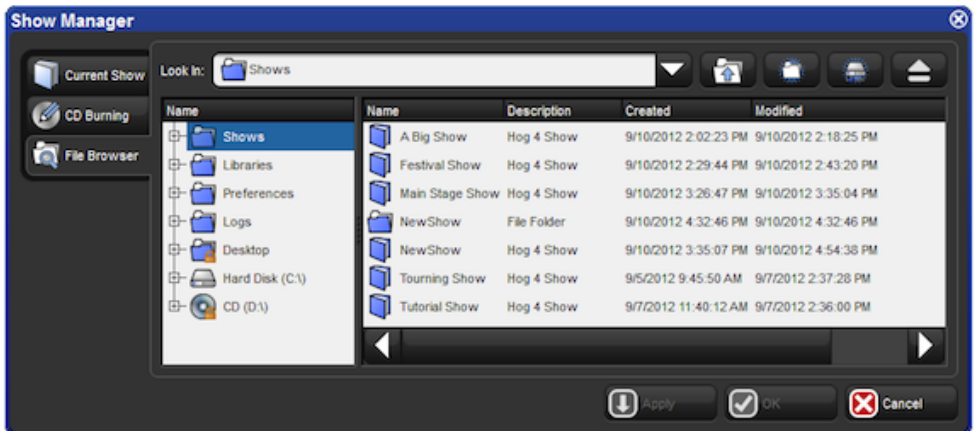 Show Manager
Current Show
CD Burning
File Browser
Look In: Shows
Name
Shows
Libraries
Preferences
Logs
Desktop
Hard Disk (C:\)
CD (D:\)
Name Description Created Modified
A Big Show Hog 4 Show 9/10/2012 2:02:23 PM 9/10/2012 2:18:25 PM
Festival Show Hog 4 Show 9/10/2012 2:29:44 PM 9/10/2012 2:43:20 PM
Main Stage Show Hog 4 Show 9/10/2012 3:26:47 PM 9/10/2012 3:35:04 PM
NewShow File Folder 9/10/2012 4:32:46 PM 9/10/2012 4:32:46 PM
NewShow Hog 4 Show 9/10/2012 3:35:07 PM 9/10/2012 4:54:38 PM
Tourning Show Hog 4 Show 9/5/2012 9:45:50 AM 9/7/2012 2:37:28 PM
Tutorial Show Hog 4 Show 9/7/2012 11:40:12 AM 9/7/2012 2:36:00 PM
Apply
OK
Cancel